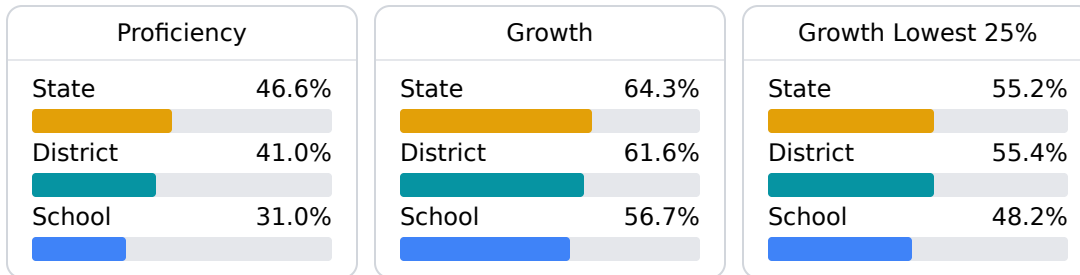 Proficiency
State 46.6%
District 41.0%
School 31.0%
Growth
State 64.3%
District 61.6%
School 56.7%
Growth Lowest 25%
State 55.2%
District 55.4%
School 48.2%